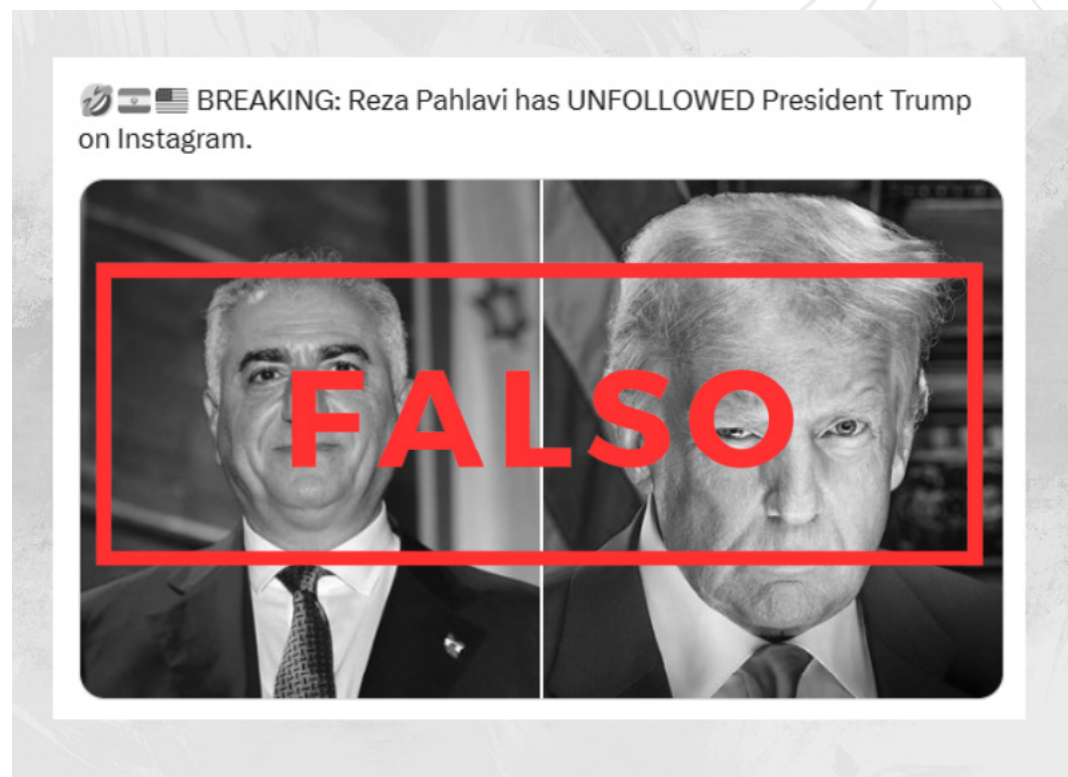 🤣🇮🇷🇺🇸 BREAKING: Reza Pahlavi has UNFOLLOWED President Trump
on Instagram.
FALSO